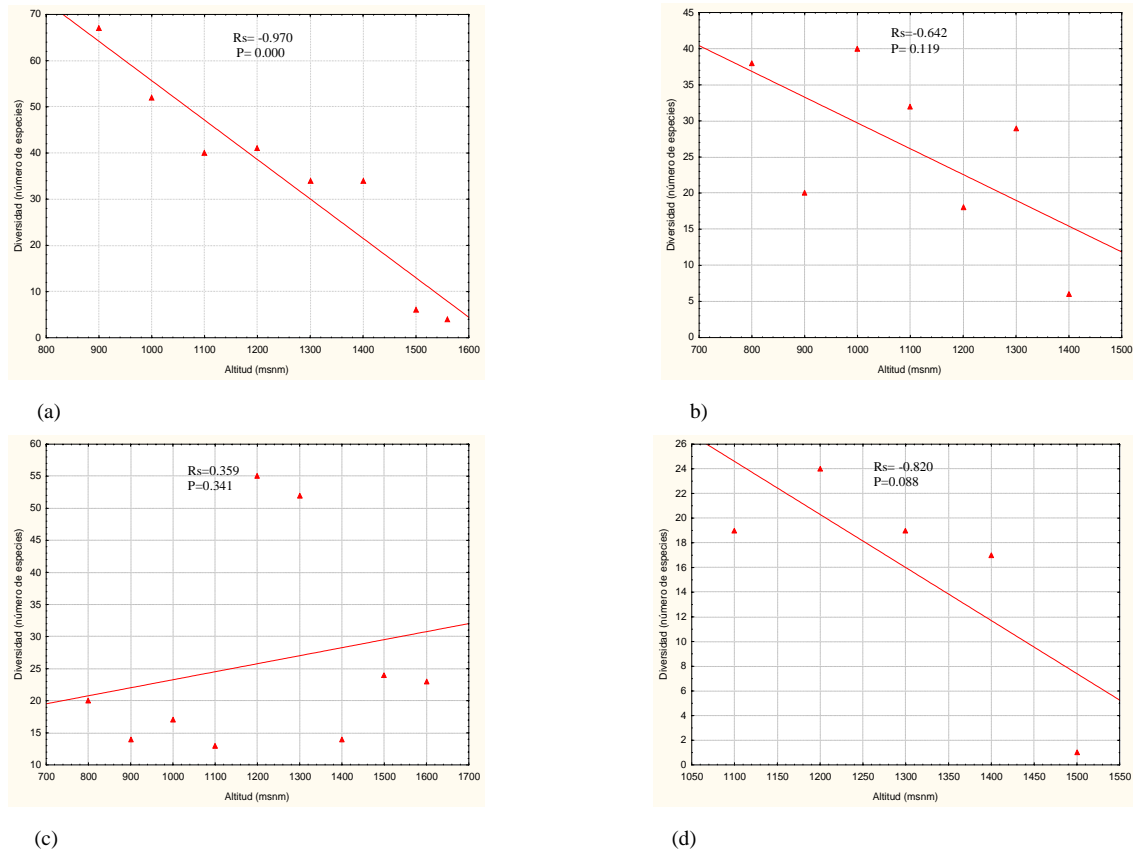 Rs= -0.970
P= 0.000
Diversidad (número de especies)
70
60
50
40
30
20
10
0
800 900 1000 1100 1200 1300 1400 1500 1600
Altitud (msnm)
(a)
Rs=-0.642
P= 0.119
Diversidad (número de especies)
45
40
35
30
25
20
15
10
5
0
700 800 900 1000 1100 1200 1300 1400 1500
Altitud (msnm)
b)
Rs=0.359
P=0.341
Diversidad (número de especies)
60
55
50
45
40
35
30
25
20
15
10
700 800 900 1000 1100 1200 1300 1400 1500 1600 1700
Altitud (msnm)
(c)
Rs= -0.820
P=0.088
Diversidad (número de especies)
26
24
22
20
18
16
14
12
10
8
6
4
2
0
1050 1100 1150 1200 1250 1300 1350 1400 1450 1500 1550
Altitud (msnm)
(d)